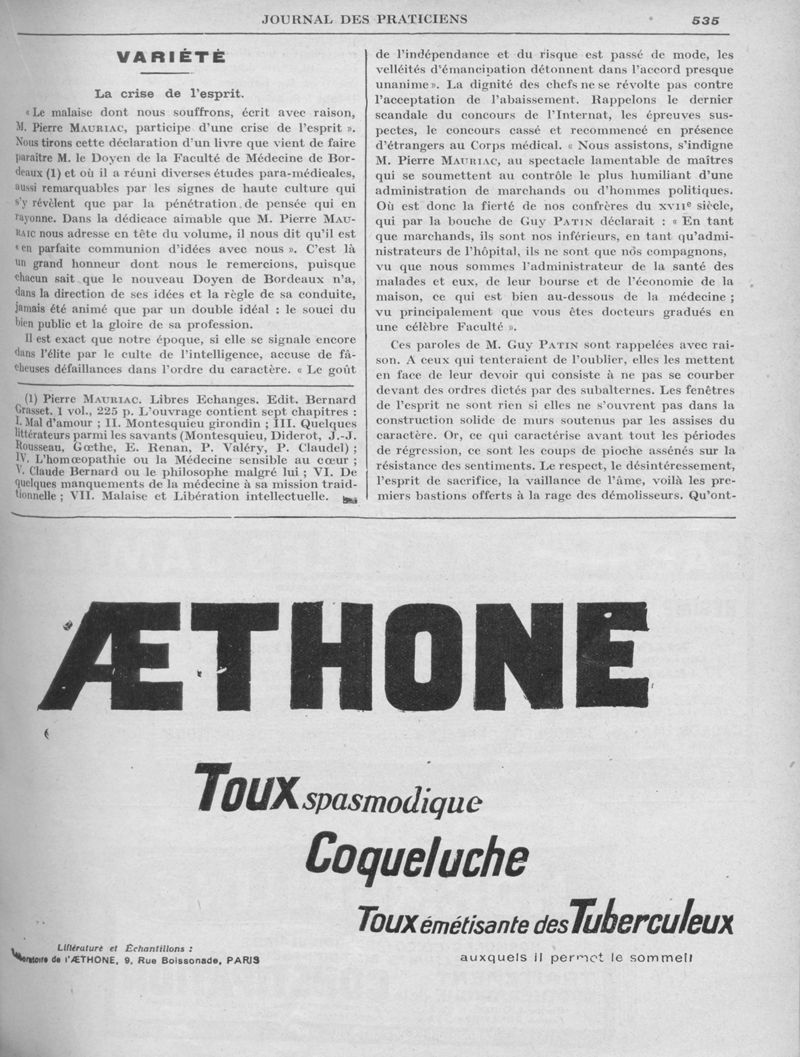 JOURNAL DES PRATICIENS 535
VARIÉTÉ
La crise de l'esprit.
« Le malaise dont nous souffrons, écrit avec raison,
M. Pierre MAURIAC, participe d'une crise de l'esprit ».
Nous tirons cette déclaration d'un livre que vient de faire
paraître M. le Doyen de la Faculté de Médecine de Bor-
deaux (1) et où il a réuni diverses études para-médicales,
aussi remarquables par les signes de haute culture qui
s'y révèlent que par la pénétration de pensée qui en
rayonne. Dans la dédicace aimable que M. Pierre MAU-
RAIC nous adresse en tête du volume, il nous dit qu'il est
« en parfaite communion d'idées avec nous ». C'est là
un grand honneur dont nous le remercions, puisque
chacun sait que le nouveau Doyen de Bordeaux n'a,
dans la direction de ses idées et la règle de sa conduite,
jamais été animé que par un double idéal : le souci du
bien public et la gloire de sa profession.
Il est exact que notre époque, si elle se signale encore
dans l'élite par le culte de l'intelligence, accuse de fâ-
cheuses défaillances dans l'ordre du caractère. « Le goût
(1) Pierre MAURIAC. Libres Echanges. Edit. Bernard
Grasset. 1 vol., 225 p. L'ouvrage contient sept chapitres :
I. Mal d'amour ; II. Montesquieu girondin ; III. Quelques
littérateurs parmi les savants (Montesquieu, Diderot, J.-J.
Rousseau, Gœthe, E. Renan, P. Valéry, P. Claudel) ;
IV. L'homœopathie ou la Médecine sensible au cœur ;
V. Claude Bernard ou le philosophe malgré lui ; VI. De
quelques manquements de la médecine à sa mission traid-
tionnelle ; VII. Malaise et Libération intellectuelle.
de l'indépendance et du risque est passé de mode, les
velléités d'émancipation détonnent dans l'accord presque
unanime ». La dignité des chefs ne se révolte pas contre
l'acceptation de l'abaissement. Rappelons le dernier
scandale du concours de l'Internat, les épreuves sus-
pectes, le concours cassé et recommencé en présence
d'étrangers au Corps médical. « Nous assistons, s'indigne
M. Pierre MAURIAC, au spectacle lamentable de maîtres
qui se soumettent au contrôle le plus humiliant d'une
administration de marchands ou d'hommes politiques.
Où est donc la fierté de nos confrères du XVIIe siècle,
qui par la bouche de GUY PATIN déclarait : « En tant
que marchands, ils sont nos inférieurs, en tant qu'admi-
nistrateurs de l'hôpital, ils ne sont que nos compagnons,
vu que nous sommes l'administrateur de la santé des
malades et eux, de leur bourse et de l'économie de la
maison, ce qui est bien au-dessous de la médecine ;
vu principalement que vous êtes docteurs gradués en
une célèbre Faculté ».
Ces paroles de M. GUY PATIN sont rappelées avec rai-
son. A ceux qui tenteraient de l'oublier, elles les mettent
en face de leur devoir qui consiste à ne pas se courber
devant des ordres dictés par des subalternes. Les fenêtres
de l'esprit ne sont rien si elles ne s'ouvrent pas dans la
construction solide de murs soutenus par les assises du
caractère. Or, ce qui caractérise avant tout les périodes
de régression, ce sont les coups de pioche assénés sur la
résistance des sentiments. Le respect, le désintéressement,
l'esprit de sacrifice, la vaillance de l'âme, voilà les pre-
miers bastions offerts à la rage des démolisseurs. Qu'ont-
ÆTHONE
Toux spasmodique
Coqueluche
Toux émétisante des Tuberculeux
auxquels il permet le sommeil
Littérature et Échantillons :
de l'ÆTHONE, 9, Rue Boissonade, PARIS